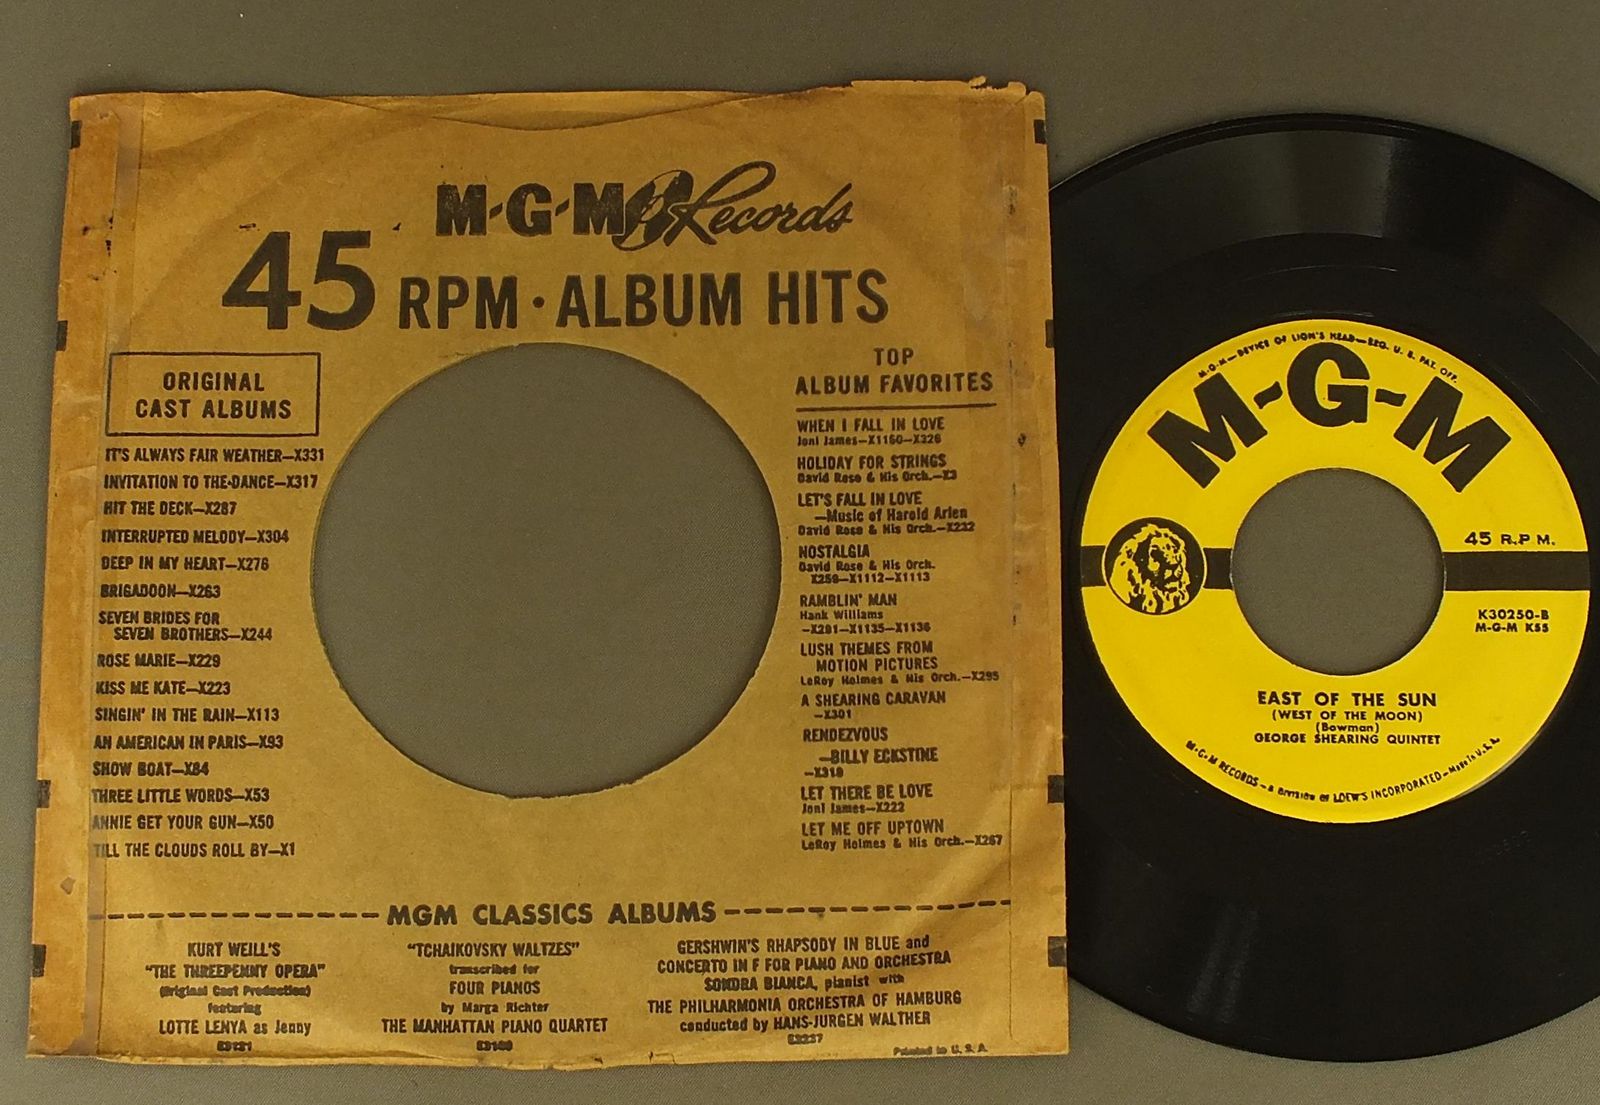 M-G-M Records
45 RPM · ALBUM HITS
ORIGINAL
CAST ALBUMS
IT'S ALWAYS FAIR WEATHER—X331
INVITATION TO THE DANCE—X317
HIT THE DECK—X287
INTERRUPTED MELODY—X304
DEEP IN MY HEART—X276
BRIGADOON—X263
SEVEN BRIDES FOR
SEVEN BROTHERS—X244
ROSE MARIE—X229
KISS ME KATE—X223
SINGIN' IN THE RAIN—X113
AN AMERICAN IN PARIS—X93
SHOW BOAT—X84
THREE LITTLE WORDS—X53
ANNIE GET YOUR GUN—X50
TILL THE CLOUDS ROLL BY—X1
TOP
ALBUM FAVORITES
WHEN I FALL IN LOVE
Joni James—X1160—X326
HOLIDAY FOR STRINGS
David Rose & His Orch.—X3
LET'S FALL IN LOVE
—Music of Harold Arlen
David Rose & His Orch.—X232
NOSTALGIA
David Rose & His Orch.
X259—X1112—X1113
RAMBLIN' MAN
Hank Williams
—X291—X1135—X1136
LUSH THEMES FROM
MOTION PICTURES
LeRoy Holmes & His Orch.—X295
A SHEARING CARAVAN
—X301
RENDEZVOUS
—BILLY ECKSTINE
—X319
LET THERE BE LOVE
Joni James—X222
LET ME OFF UPTOWN
LeRoy Holmes & His Orch.—X267
MGM CLASSICS ALBUMS
KURT WEILL'S
"THE THREEPENNY OPERA"
(Original Cast Production)
featuring
LOTTE LENYA as Jenny
E3121
"TCHAIKOVSKY WALTZES"
transcribed for
FOUR PIANOS
by Marga Richter
THE MANHATTAN PIANO QUARTET
GERSHWIN'S RHAPSODY IN BLUE and
CONCERTO IN F FOR PIANO AND ORCHESTRA
SONDRA BIANCA, pianist with
THE PHILHARMONIA ORCHESTRA OF HAMBURG
conducted by HANS-JURGEN WALTHER
E3237
Printed in U. S. A.
M-G-M—DEVICE OF LION'S HEAD—REG. U. S. PAT. OFF.
M-G-M
45 R.P.M.
K30250-B
M-G-M K55
EAST OF THE SUN
(WEST OF THE MOON)
(Bowman)
GEORGE SHEARING QUINTET
M-G-M RECORDS—A DIVISION OF LOEW'S INCORPORATED—Made In U.S.A.